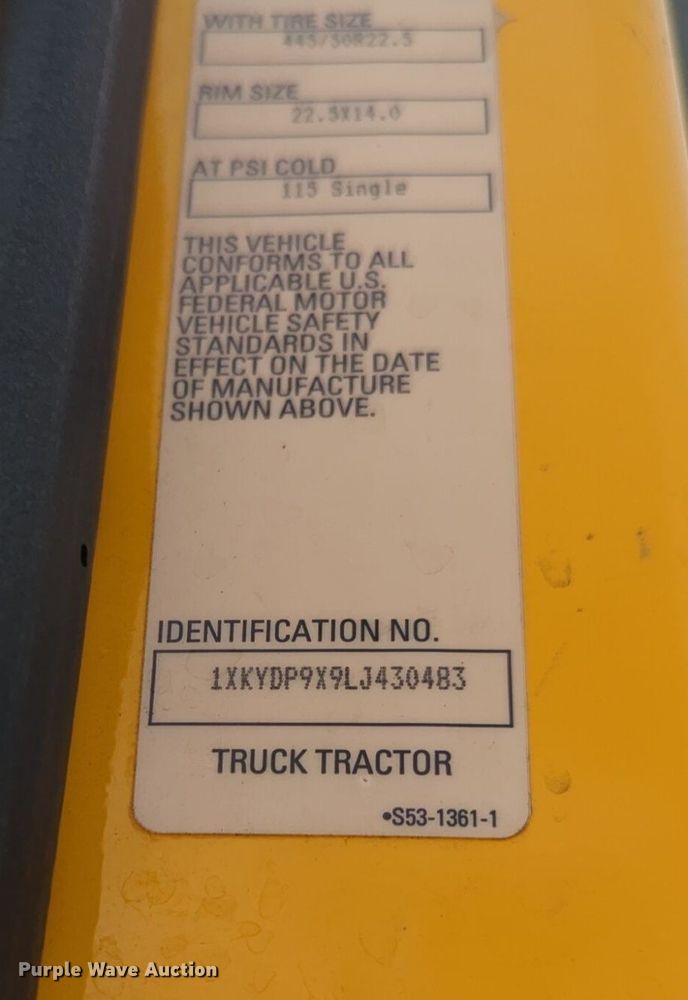 WITH TIRE SIZE
445/50R22.5
RIM SIZE
22.5X14.0
AT PSI COLD
115 Single
THIS VEHICLE
CONFORMS TO ALL
APPLICABLE U.S.
FEDERAL MOTOR
VEHICLE SAFETY
STANDARDS IN
EFFECT ON THE DATE
OF MANUFACTURE
SHOWN ABOVE.
IDENTIFICATION NO.
1XKYDP9X9LJ430483
TRUCK TRACTOR
•S53-1361-1
Purple Wave Auction